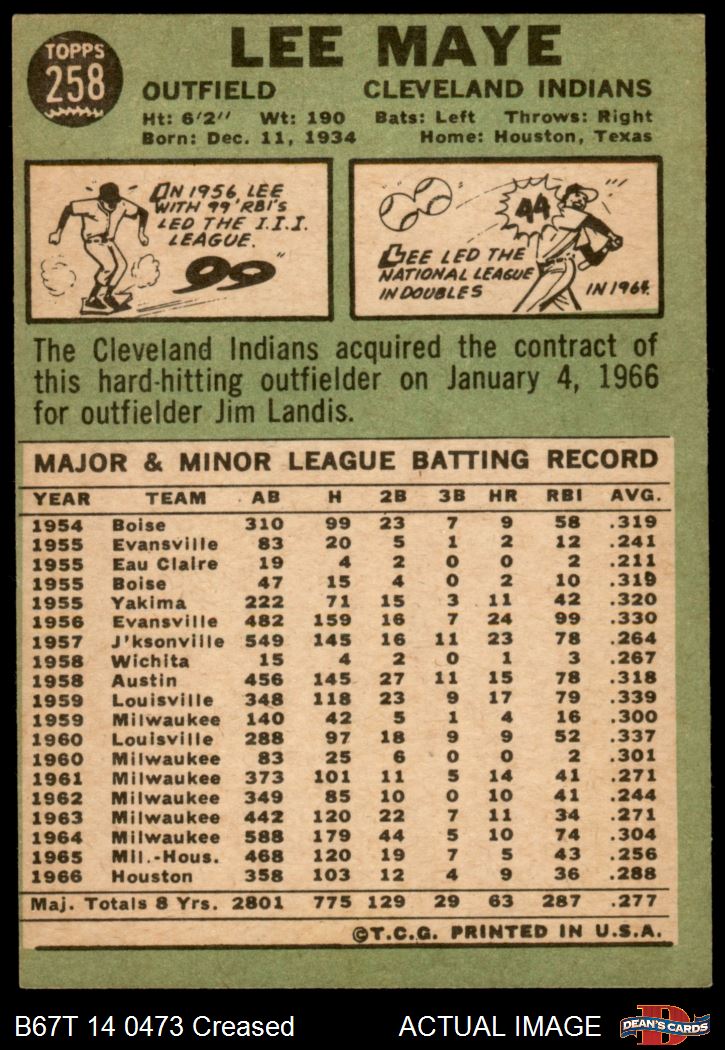 TOPPS
258
LEE MAYE
OUTFIELD CLEVELAND INDIANS
Ht: 6'2" Wt: 190 Bats: Left Throws: Right
Born: Dec. 11, 1934 Home: Houston, Texas
IN 1956 LEE
WITH 99 RBI's
LED THE I.I.I.
LEAGUE.
99
44
LEE LED THE
NATIONAL LEAGUE
IN DOUBLES IN 1964.
The Cleveland Indians acquired the contract of
this hard-hitting outfielder on January 4, 1966
for outfielder Jim Landis.
MAJOR & MINOR LEAGUE BATTING RECORD
YEAR TEAM AB H 2B 3B HR RBI AVG.
1954 Boise 310 99 23 7 9 58 .319
1955 Evansville 83 20 5 1 2 12 .241
1955 Eau Claire 19 4 2 0 0 2 .211
1955 Boise 47 15 4 0 2 10 .319
1955 Yakima 222 71 15 3 11 42 .320
1956 Evansville 482 159 16 7 24 99 .330
1957 J'ksonville 549 145 16 11 23 78 .264
1958 Wichita 15 4 2 0 1 3 .267
1958 Austin 456 145 27 11 15 78 .318
1959 Louisville 348 118 23 9 17 79 .339
1959 Milwaukee 140 42 5 1 4 16 .300
1960 Louisville 288 97 18 9 9 52 .337
1960 Milwaukee 83 25 6 0 0 2 .301
1961 Milwaukee 373 101 11 5 14 41 .271
1962 Milwaukee 349 85 10 0 10 41 .244
1963 Milwaukee 442 120 22 7 11 34 .271
1964 Milwaukee 588 179 44 5 10 74 .304
1965 Mil.-Hous. 468 120 19 7 5 43 .256
1966 Houston 358 103 12 4 9 36 .288
Maj. Totals 8 Yrs. 2801 775 129 29 63 287 .277
©T.C.G. PRINTED IN U.S.A.
B67T 14 0473 Creased ACTUAL IMAGE
D
DEAN'S CARDS